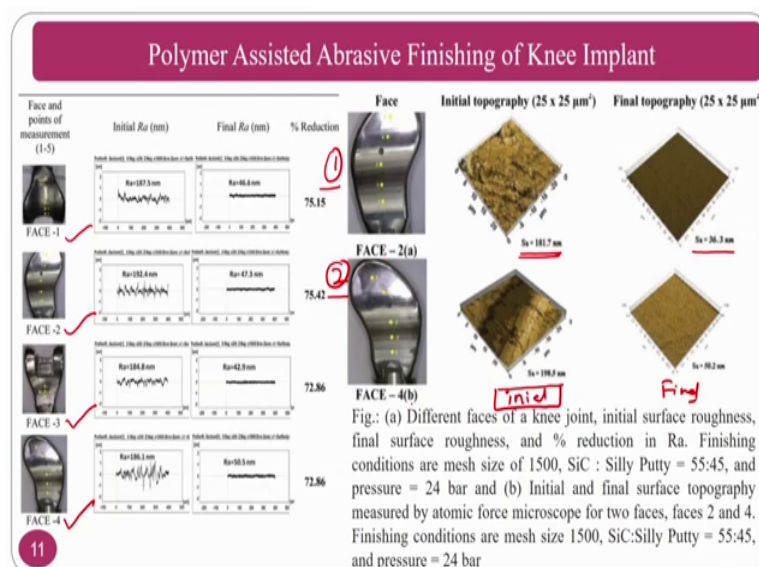 Polymer Assisted Abrasive Finishing of Knee Implant
Face and
points of
measurement
(1-5)
Initial Ra (nm)
Final Ra (nm)
% Reduction
Ra=187.5 nm
Ra=46.6 nm
75.15
FACE -1
Ra=192.4 nm
Ra= 47.3 nm
75.42
FACE -2
Ra=184.8 nm
Ra=42.9 nm
72.86
FACE -3
Ra=186.1 nm
Ra=50.5 nm
72.86
FACE -4
11
Face
Initial topography (25 x 25 μm²)
Final topography (25 x 25 μm²
1
Sa = 181.7 nm
Sa = 36.3 nm
FACE – 2(a)
2
Sa = 198.5 nm
Sa = 50.2 nm
FACE – 4(b)
iniel
Final
Fig.: (a) Different faces of a knee joint, initial surface roughness,
final surface roughness, and % reduction in Ra. Finishing
conditions are mesh size of 1500, SiC : Silly Putty = 55:45, and
pressure = 24 bar and (b) Initial and final surface topography
measured by atomic force microscope for two faces, faces 2 and 4.
Finishing conditions are mesh size 1500, SiC:Silly Putty = 55:45,
and pressure = 24 bar